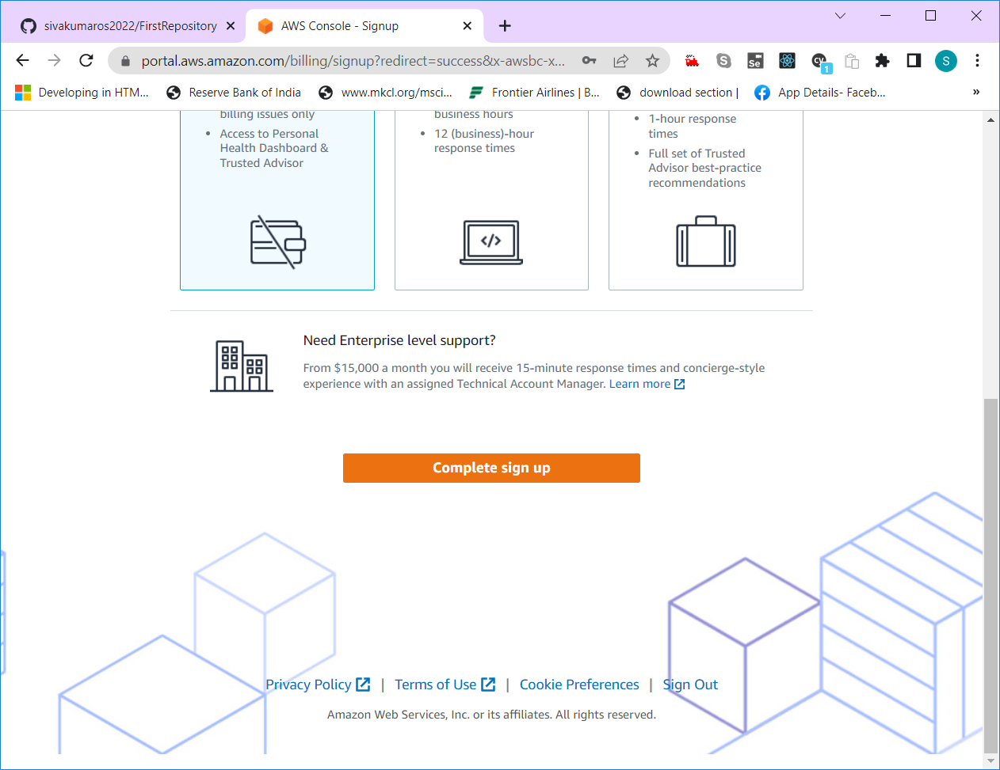 sivakumaros2022/FirstRepository
AWS Console - Signup
portal.aws.amazon.com/billing/signup?redirect=success&x-awsbc-x...
Se
cy
1
S
Developing in HTM...
Reserve Bank of India
www.mkcl.org/msci...
Frontier Airlines | B...
download section |
App Details- Faceb...
»
billing issues only
• Access to Personal
Health Dashboard &
Trusted Advisor
business hours
• 12 (business)-hour
response times
• 1-hour response
times
• Full set of Trusted
Advisor best-practice
recommendations
</>
Need Enterprise level support?
From $15,000 a month you will receive 15-minute response times and concierge-style
experience with an assigned Technical Account Manager. Learn more
Complete sign up
Privacy Policy | Terms of Use | Cookie Preferences | Sign Out
Amazon Web Services, Inc. or its affiliates. All rights reserved.